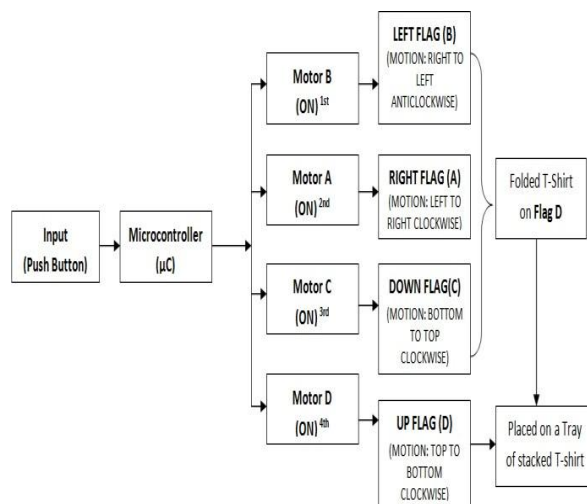 Input
(Push Button)
Microcontroller
(µC)
Motor B
(ON) 1st
LEFT FLAG (B)
(MOTION: RIGHT TO
LEFT
ANTICLOCKWISE)
Motor A
(ON) 2nd
RIGHT FLAG (A)
(MOTION: LEFT TO
RIGHT CLOCKWISE)
Motor C
(ON) 3rd
DOWN FLAG(C)
(MOTION: BOTTOM
TO TOP
CLOCKWISE)
Motor D
(ON) 4th
UP FLAG (D)
(MOTION: TOP TO
BOTTOM
CLOCKWISE)
Folded T-Shirt
on Flag D
Placed on a Tray
of stacked T-shirt